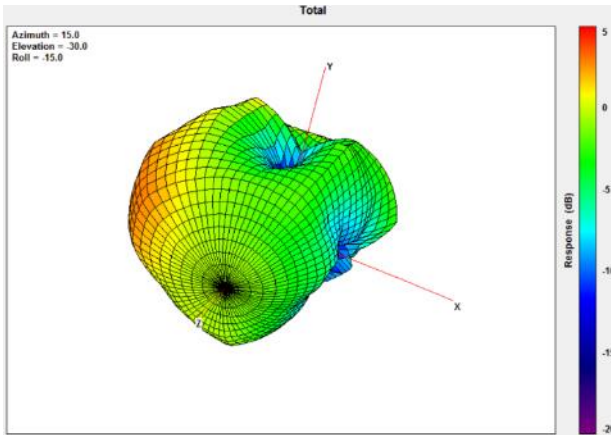 Total
Azimuth = 15.0
Elevation = -30.0
Roll = -15.0
Y
X
Z
5
0
-5
-10
-15
-20
Response (dB)